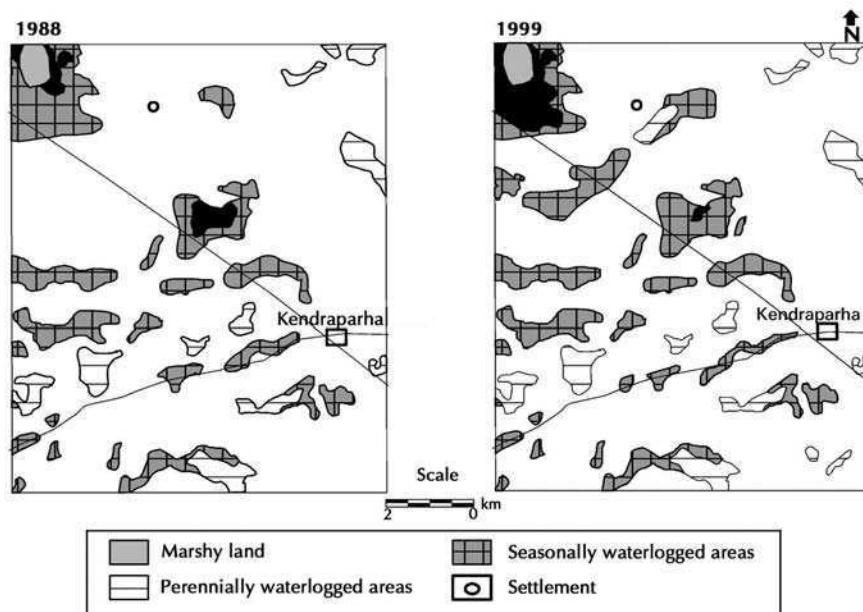 1988
1999
N
Kendraparha
Kendraparha
Scale
2 0 km
Marshy land
Seasonally waterlogged areas
Perennially waterlogged areas
Settlement